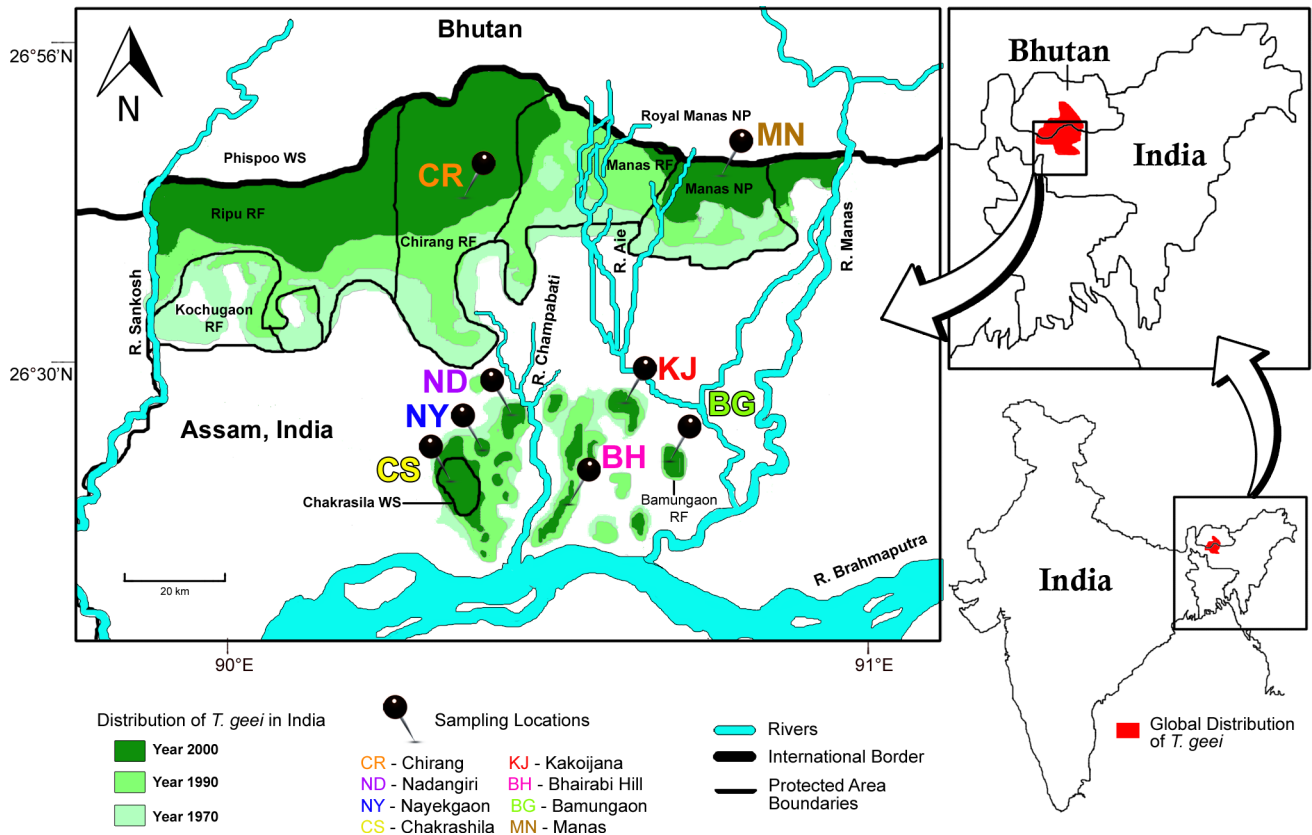 Bhutan
26°56'N
N
Royal Manas NP
MN
Phispoo WS
CR
Manas RF
Manas NP
Ripu RF
Chirang RF
R. Aie
R. Manas
R. Sankosh
Kochugaon
RF
R. Champabati
26°30'N
ND
KJ
NY
BG
Assam, India
CS
BH
Chakrasila WS
Bamungaon
RF
R. Brahmaputra
20 km
90°E
91°E
Bhutan
India
India
Distribution of T. geei in India
Year 2000
Year 1990
Year 1970
Sampling Locations
CR - Chirang
ND - Nadangiri
NY - Nayekgaon
CS - Chakrashila
KJ - Kakoijana
BH - Bhairabi Hill
BG - Bamungaon
MN - Manas
Rivers
International Border
Protected Area
Boundaries
Global Distribution
of T. geei